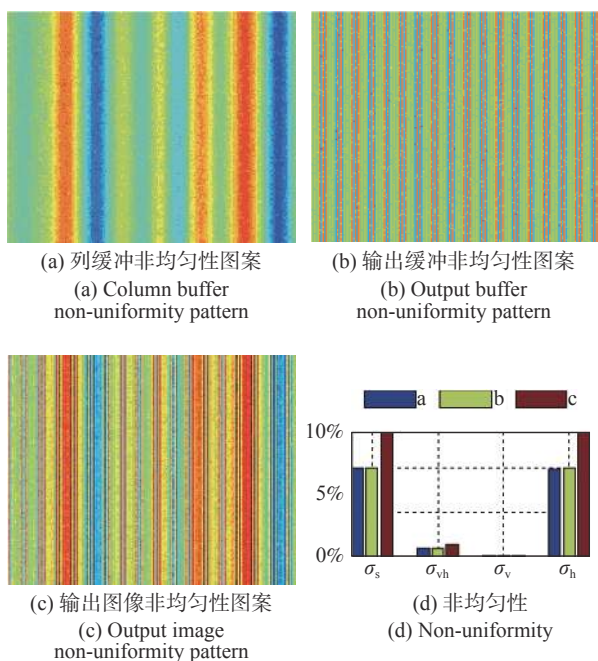 (a) 列缓冲非均匀性图案
(a) Column buffer
non-uniformity pattern
(b) 输出缓冲非均匀性图案
(b) Output buffer
non-uniformity pattern
(c) 输出图像非均匀性图案
(c) Output image
non-uniformity pattern
a b c
10%
5%
0%
σs σvh σv σh
(d) 非均匀性
(d) Non-uniformity